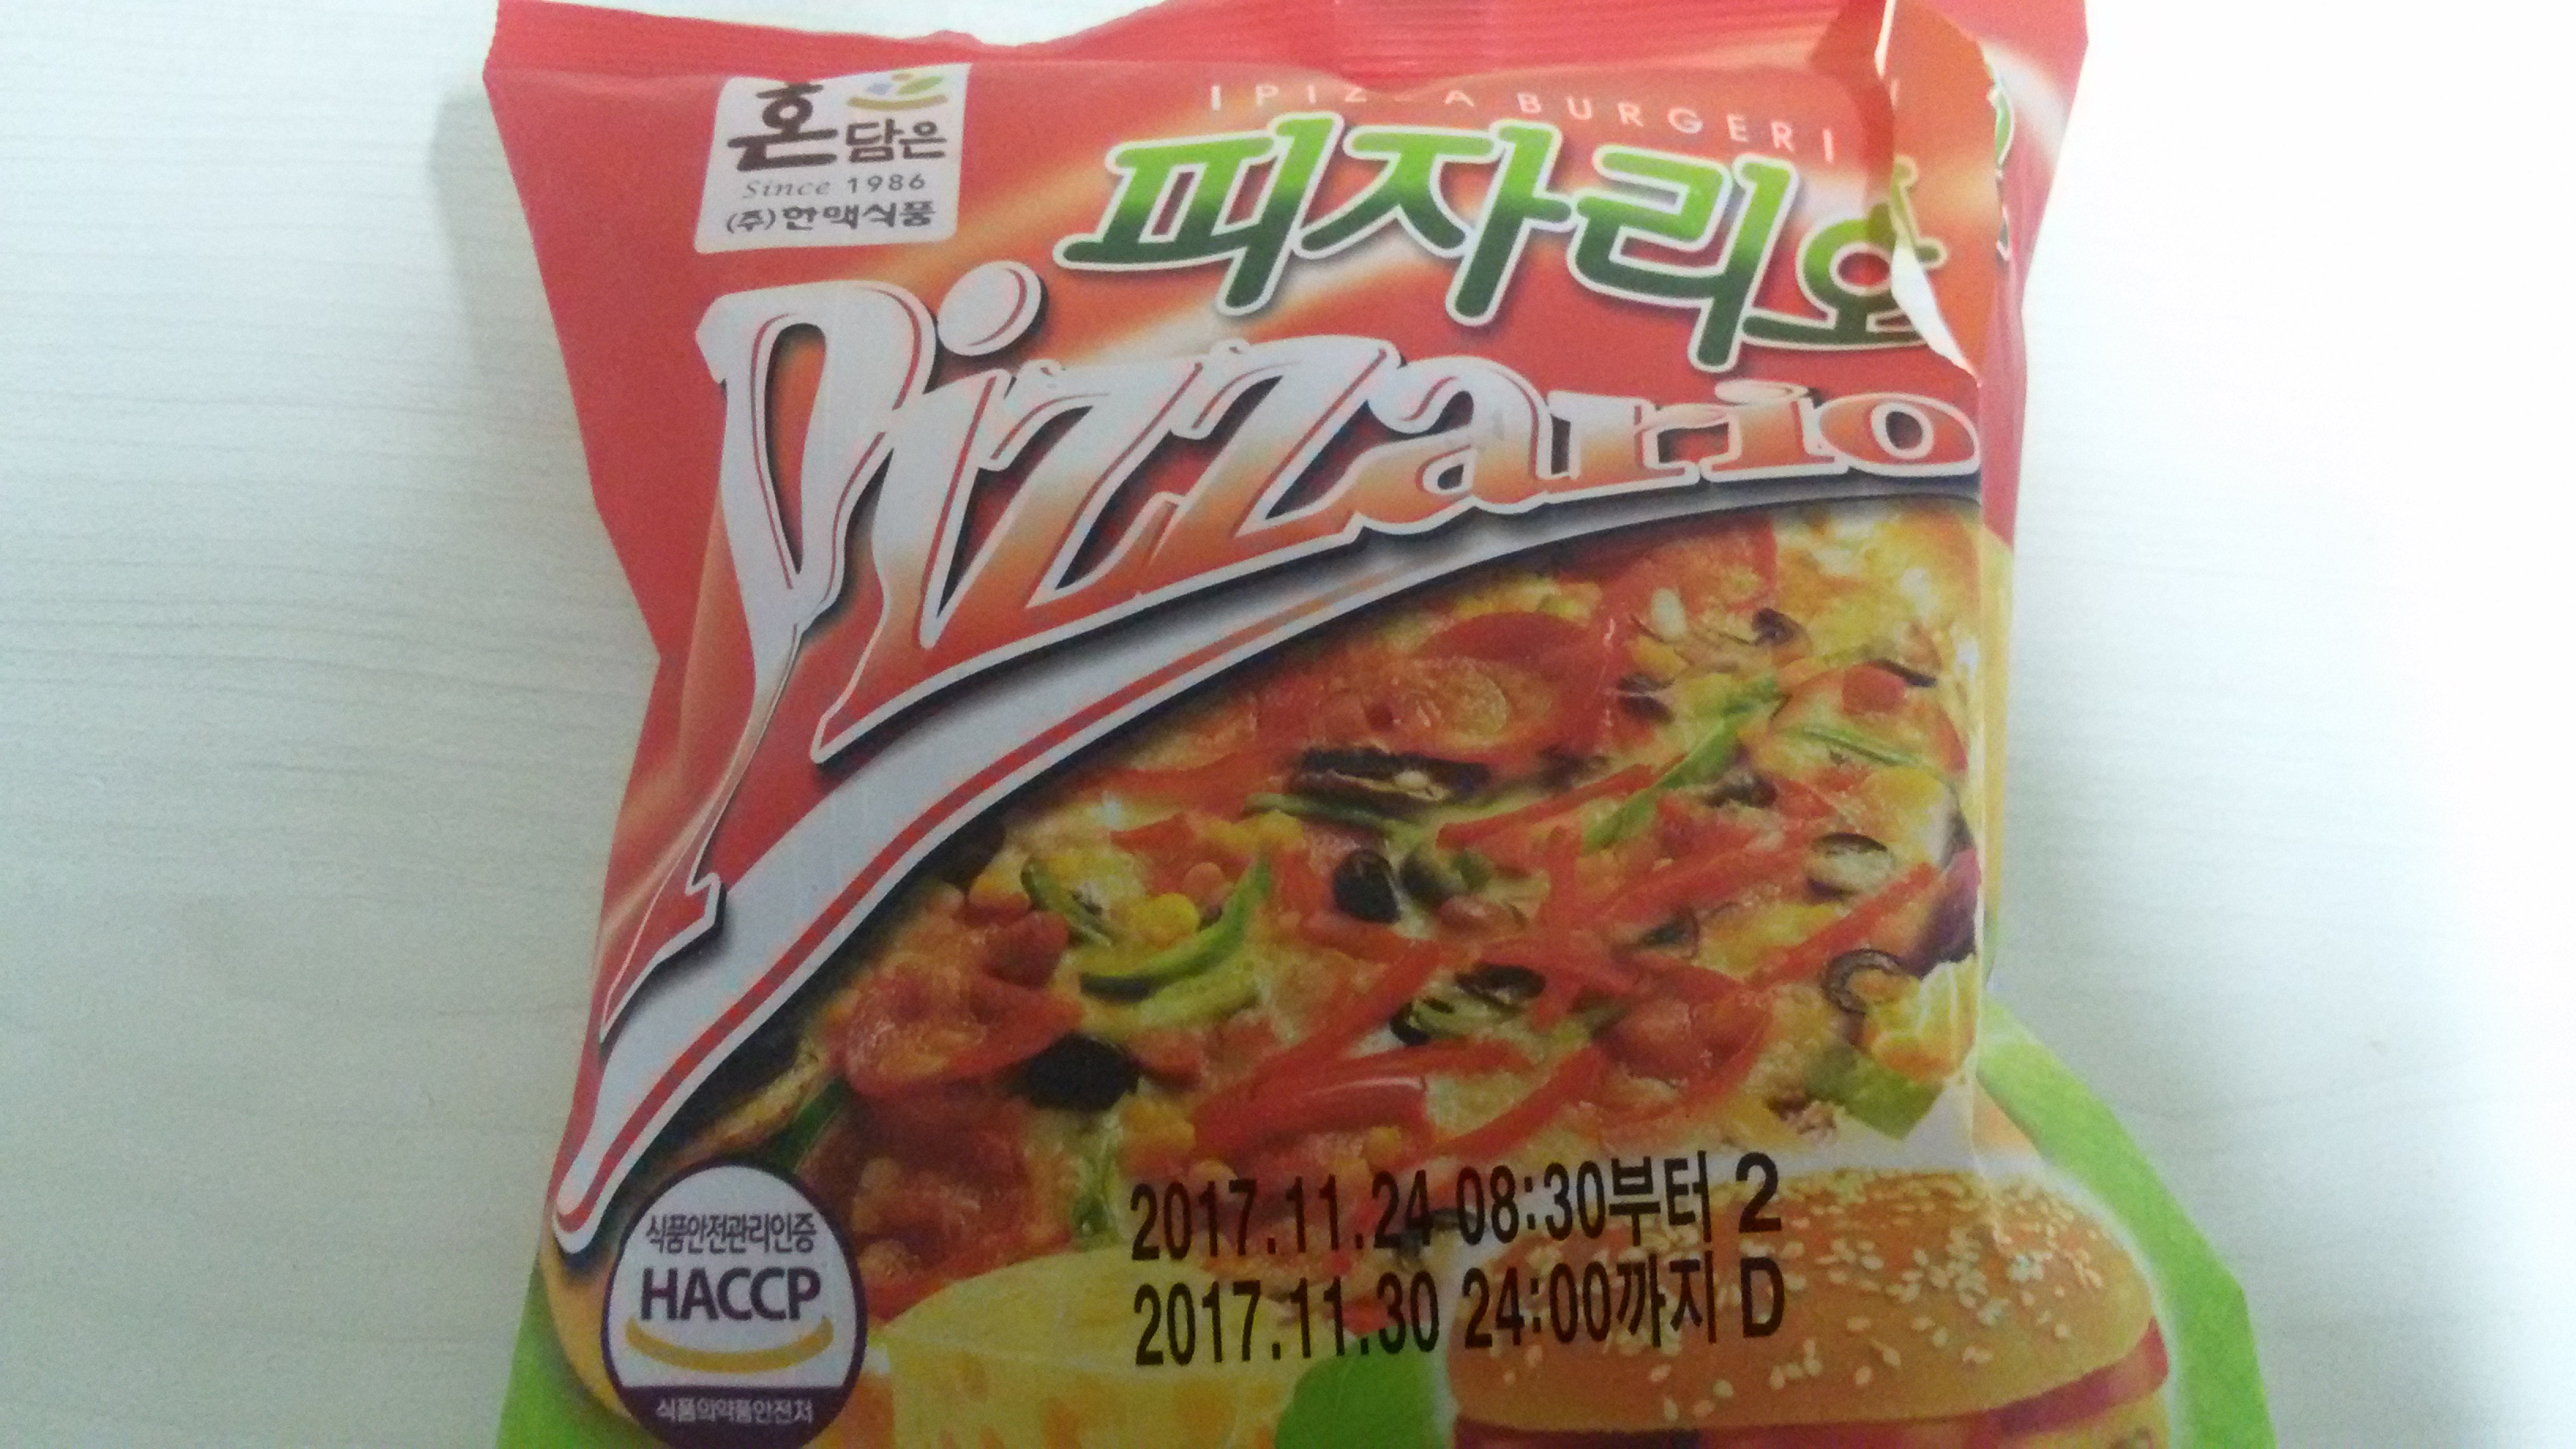 혼담은
Since 1986
(주)한맥식품
| PIZZA BURGER |
피자리오
Pizzario
2017.11.24 08:30부터 2
2017.11.30 24:00까지 D
식품안전관리인증
HACCP
식품의약품안전처